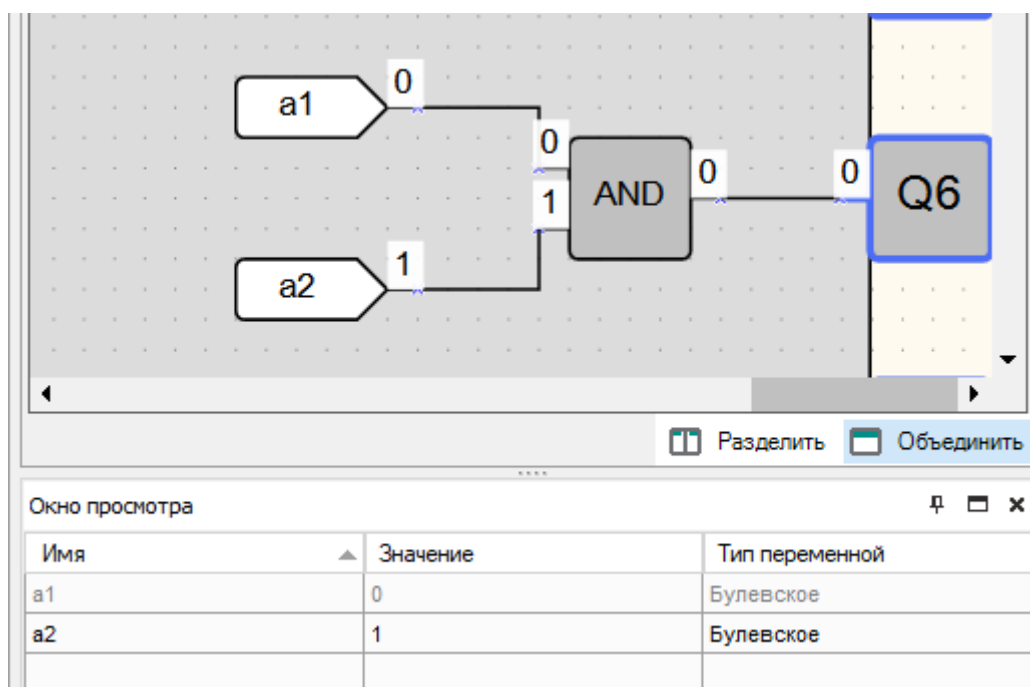 0
a1
0
AND
0
0
Q6
1
1
a2
Разделить Объединить
Окно просмотра
Имя Значение Тип переменной
a1 0 Булевское
a2 1 Булевское